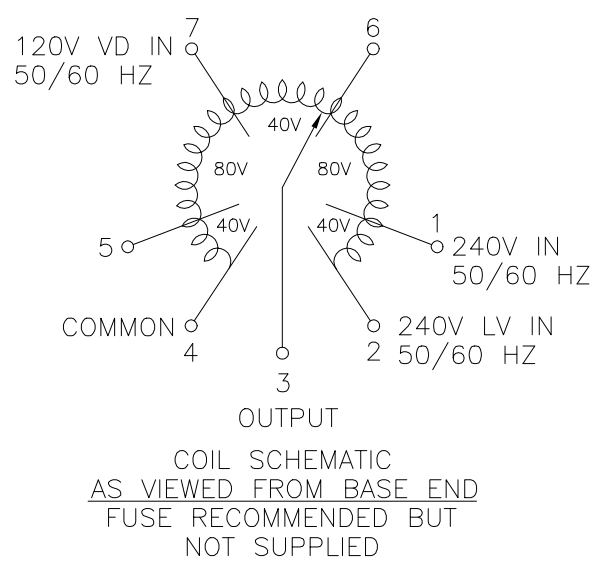 7
6
120V VD IN
50/60 HZ
40V
80V
80V
40V
40V
1
5
240V IN
50/60 HZ
COMMON
4
2
240V LV IN
50/60 HZ
3
OUTPUT
COIL SCHEMATIC
AS VIEWED FROM BASE END
FUSE RECOMMENDED BUT
NOT SUPPLIED